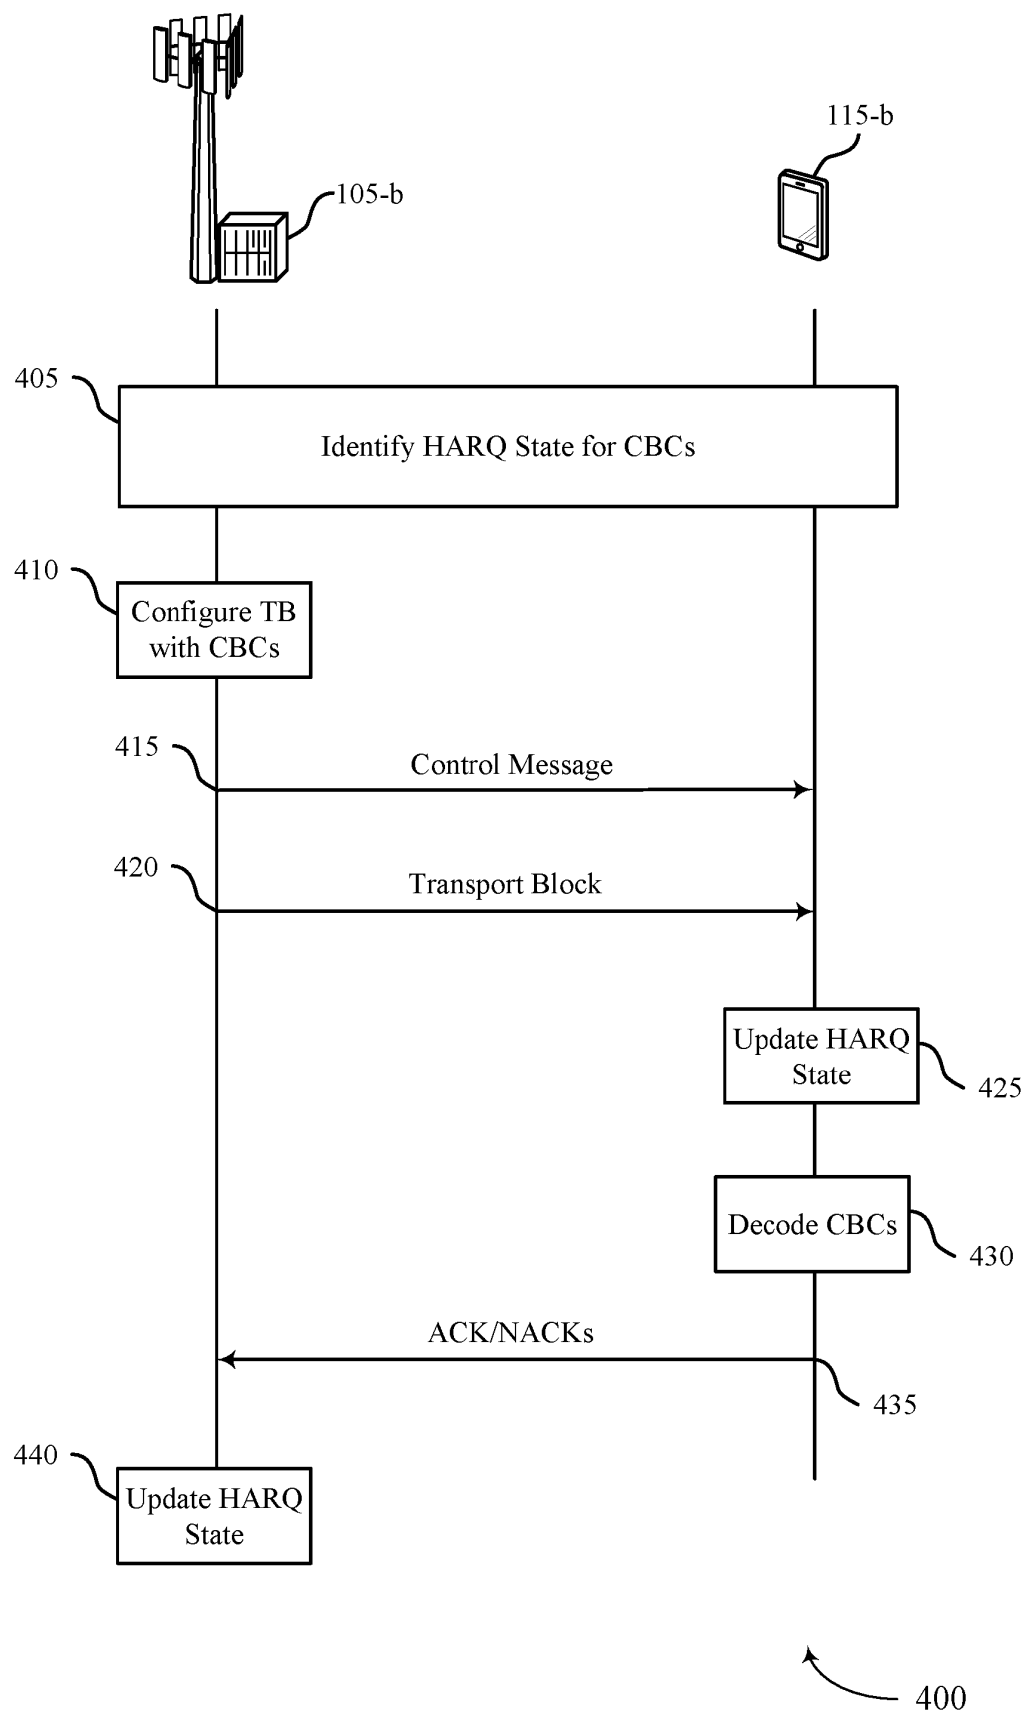 115-b
105-b
405
Identify HARQ State for CBCs
410
Configure TB
with CBCs
415
Control Message
420
Transport Block
Update HARQ
State
425
Decode CBCs
430
ACK/NACKs
435
440
Update HARQ
State
400